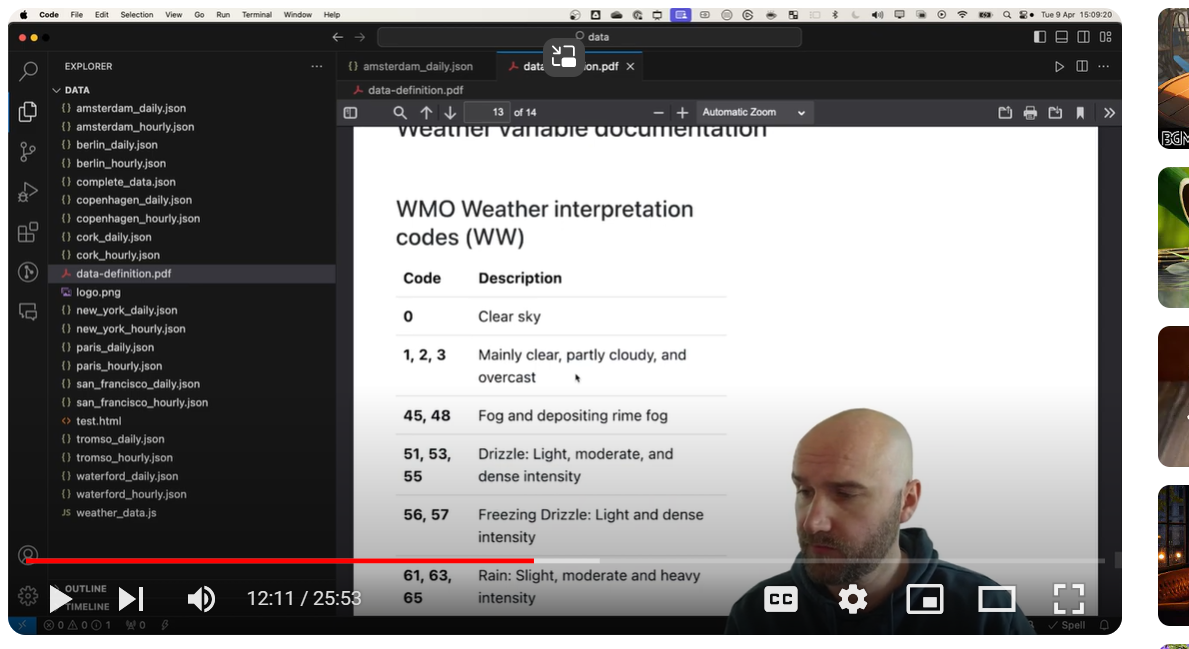 Code File Edit Selection View Go Run Terminal Window Help
Tue 9 Apr 15:09:20
data
EXPLORER
DATA
amsterdam_daily.json
amsterdam_hourly.json
berlin_daily.json
berlin_hourly.json
complete_data.json
copenhagen_daily.json
copenhagen_hourly.json
cork_daily.json
cork_hourly.json
data-definition.pdf
logo.png
new_york_daily.json
new_york_hourly.json
paris_daily.json
paris_hourly.json
san_francisco_daily.json
san_francisco_hourly.json
test.html
tromso_daily.json
tromso_hourly.json
waterford_daily.json
waterford_hourly.json
JS weather_data.js
OUTLINE
TIMELINE
amsterdam_daily.json
data on.pdf
data-definition.pdf
13 of 14
Automatic Zoom
Weather variable documentation
WMO Weather interpretation
codes (WW)
Code Description
0 Clear sky
1, 2, 3 Mainly clear, partly cloudy, and
overcast
45, 48 Fog and depositing rime fog
51, 53, Drizzle: Light, moderate, and
55 dense intensity
56, 57 Freezing Drizzle: Light and dense
intensity
61, 63, Rain: Slight, moderate and heavy
65 intensity
12:11 / 25:53
CC
0 0 1 0
Spell
BGM